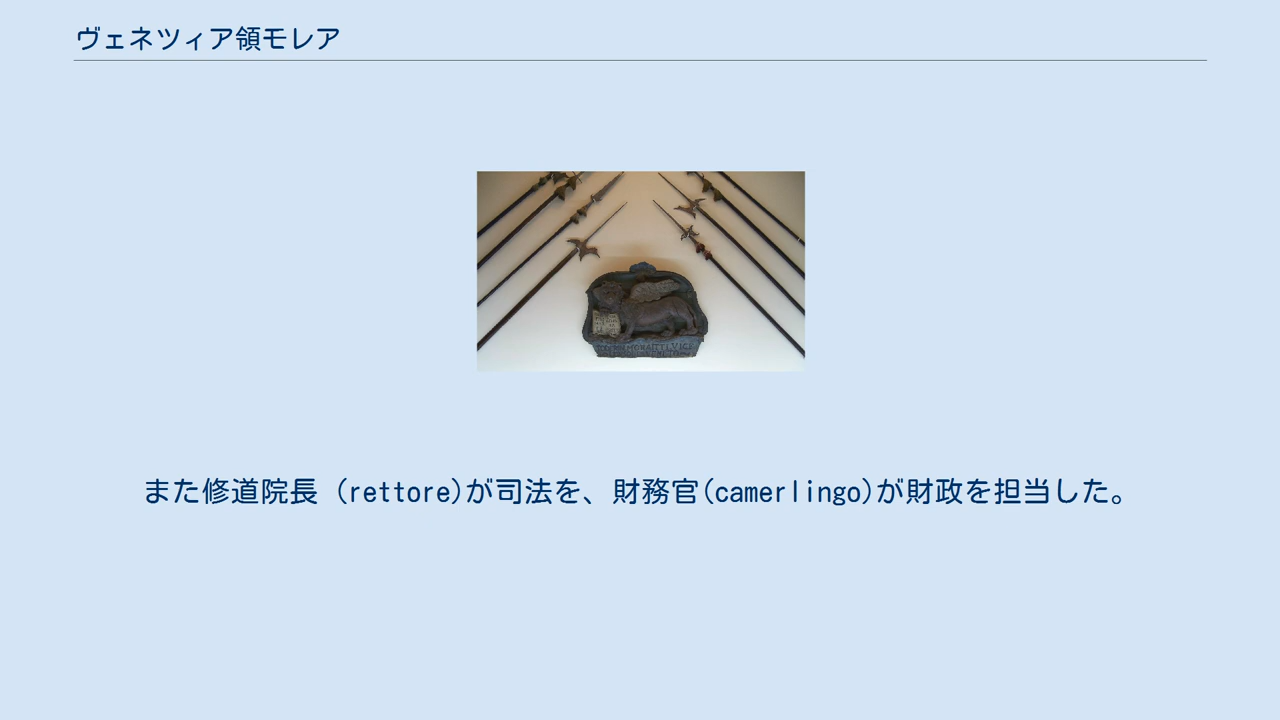 ヴェネツィア領モレア
また修道院長 (rettore)が司法を、財務官(camerlingo)が財政を担当した。